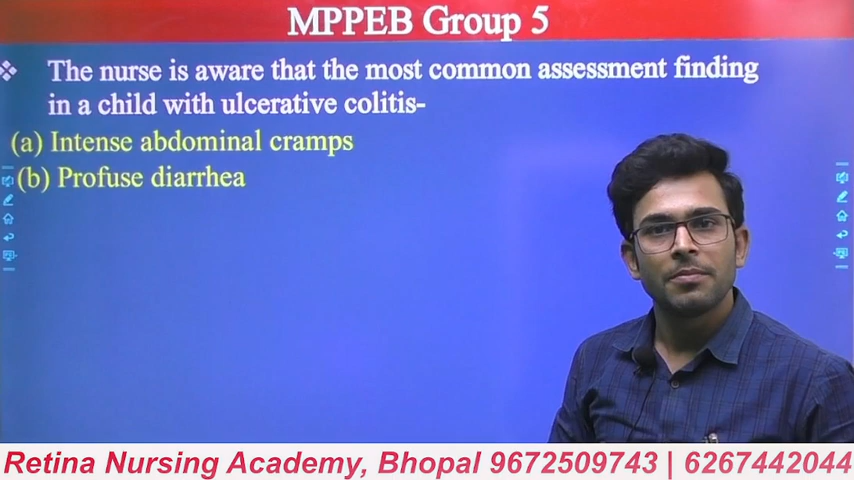 MPPEB Group 5
❖ The nurse is aware that the most common assessment finding
in a child with ulcerative colitis-
(a) Intense abdominal cramps
(b) Profuse diarrhea
Retina Nursing Academy, Bhopal 9672509743 | 6267442044